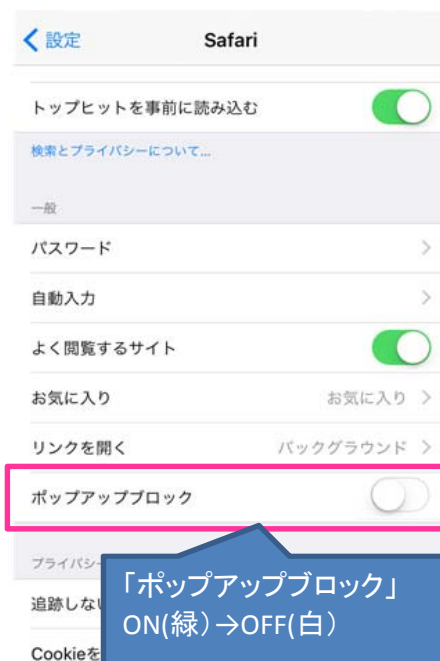 設定 Safari
トップヒットを事前に読み込む
検索とプライバシーについて...
一般
パスワード
自動入力
よく閲覧するサイト
お気に入り お気に入り
リンクを開く バックグラウンド
ポップアップブロック
プライバシー
追跡しない
Cookieを
「ポップアップブロック」
ON(緑)→OFF(白)